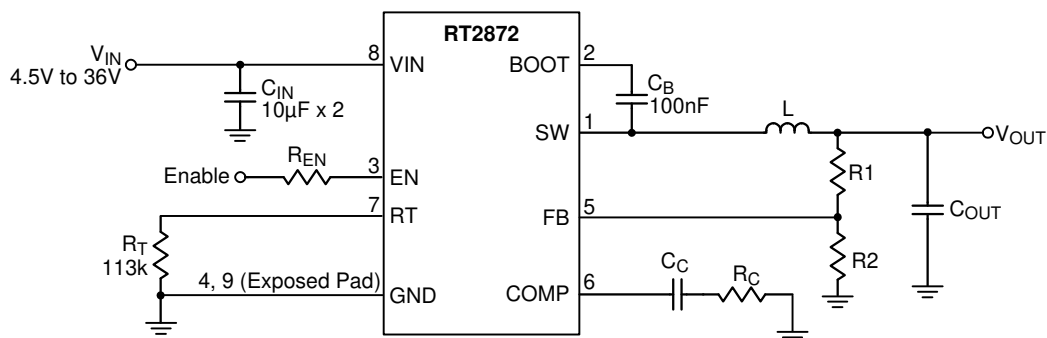 RT2872
V_IN
4.5V to 36V
8
VIN
C_IN
10μF x 2
BOOT
2
C_B
100nF
SW
1
L
V_OUT
Enable
R_EN
3
EN
R1
7
RT
FB
5
C_OUT
R_T
113k
R2
4, 9 (Exposed Pad)
GND
COMP
6
C_C
R_C